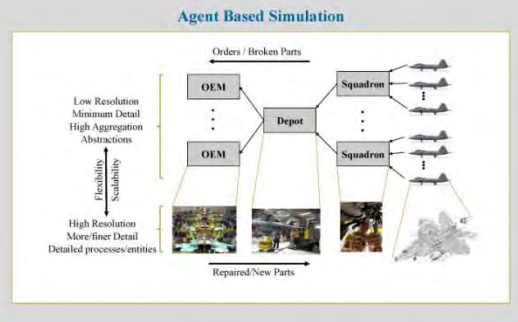 Agent Based Simulation
Orders / Broken Parts
OEM
Squadron
Low Resolution
Minimum Detail
High Aggregation
Abstractions
Depot
OEM
Squadron
Flexibility
Scalability
High Resolution
More/finer Detail
Detailed processes/entities
Repaired/New Parts